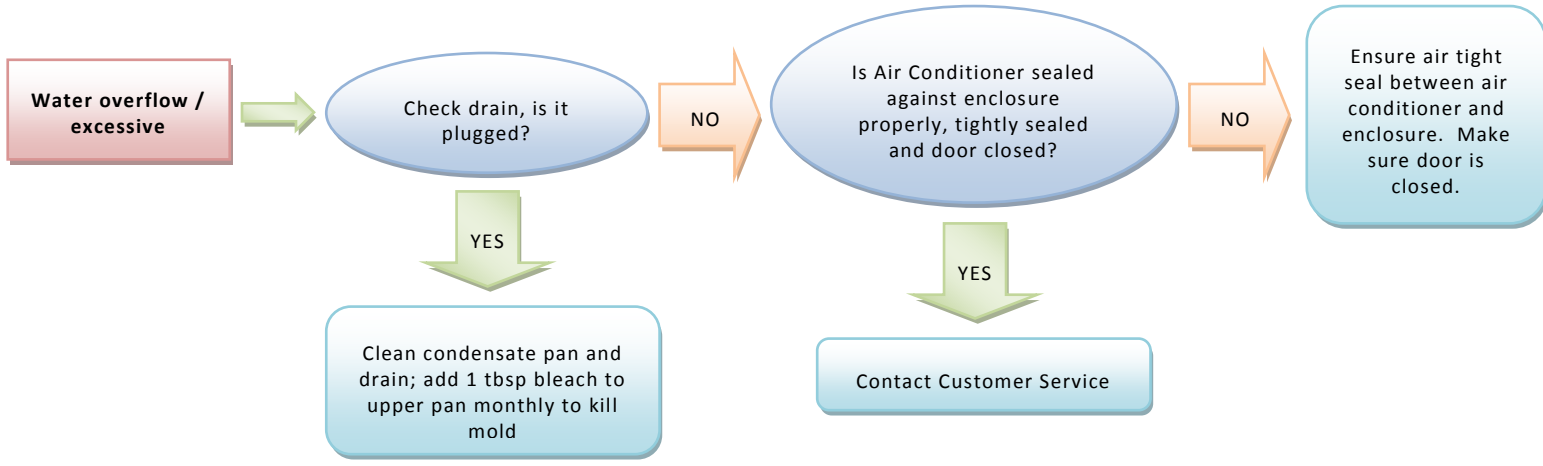 Water overflow /
excessive
Check drain, is it
plugged?
NO
Is Air Conditioner sealed
against enclosure
properly, tightly sealed
and door closed?
NO
Ensure air tight
seal between air
conditioner and
enclosure.  Make
sure door is
closed.
YES
YES
Clean condensate pan and
drain; add 1 tbsp bleach to
upper pan monthly to kill
mold
Contact Customer Service